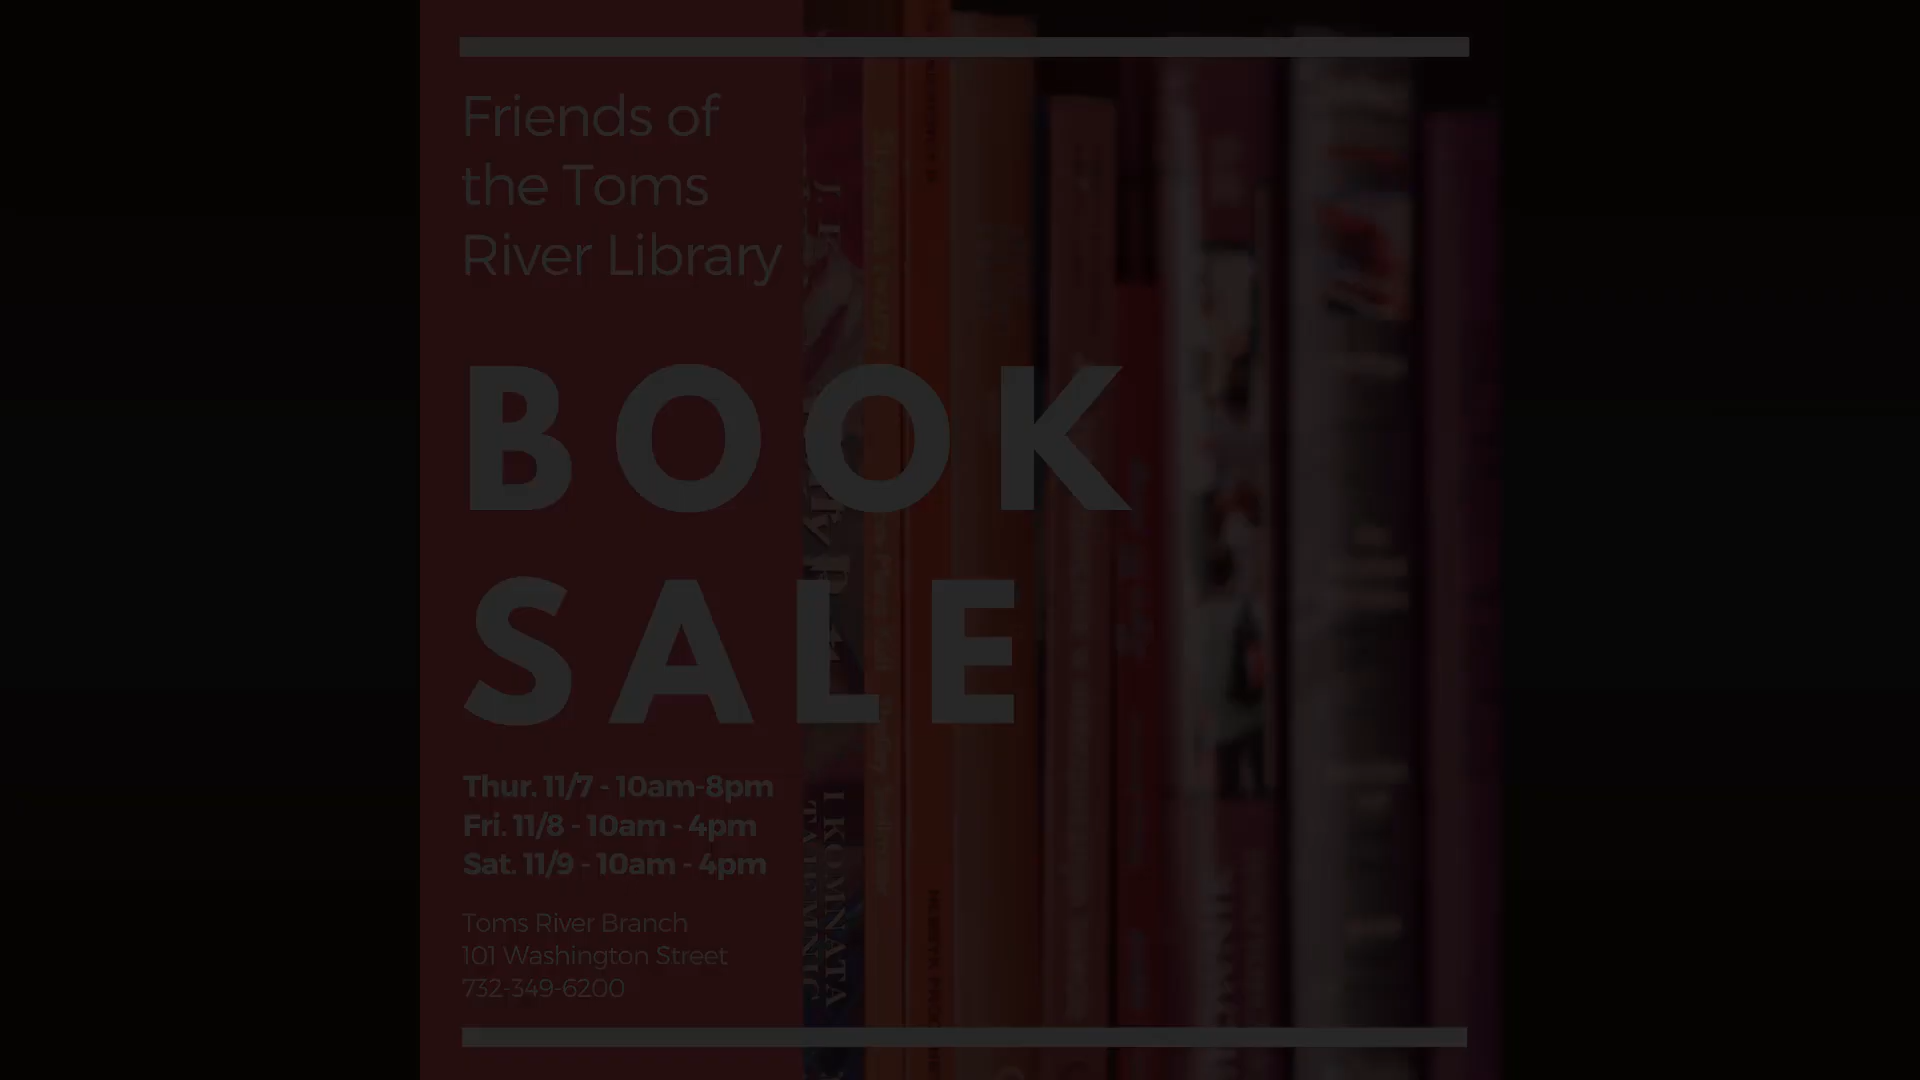 Friends of
the Toms
River Library
BOOK
SALE
Thur. 11/7 - 10am-8pm
Fri. 11/8 - 10am - 4pm
Sat. 11/9 - 10am - 4pm
Toms River Branch
101 Washington Street
732-349-6200
I KOMNATA